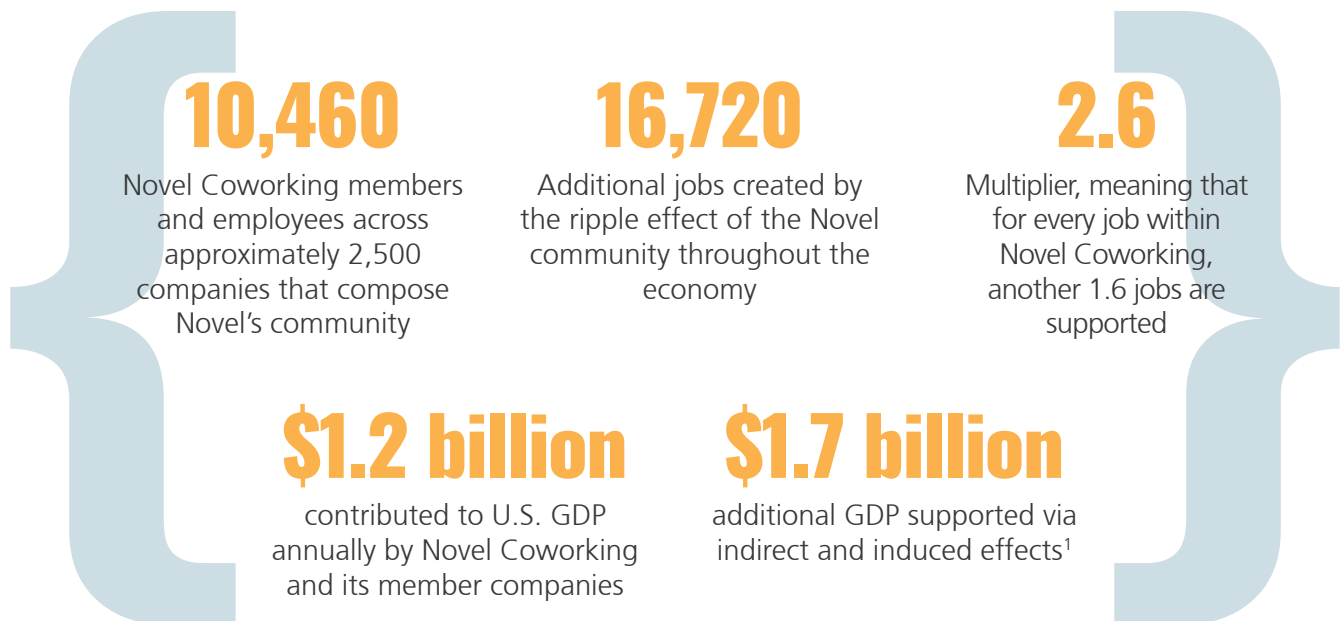 10,460
Novel Coworking members
and employees across
approximately 2,500
companies that compose
Novel’s community
16,720
Additional jobs created by
the ripple effect of the Novel
community throughout the
economy
2.6
Multiplier, meaning that
for every job within
Novel Coworking,
another 1.6 jobs are
supported
$1.2 billion
contributed to U.S. GDP
annually by Novel Coworking
and its member companies
$1.7 billion
additional GDP supported via
indirect and induced effects¹